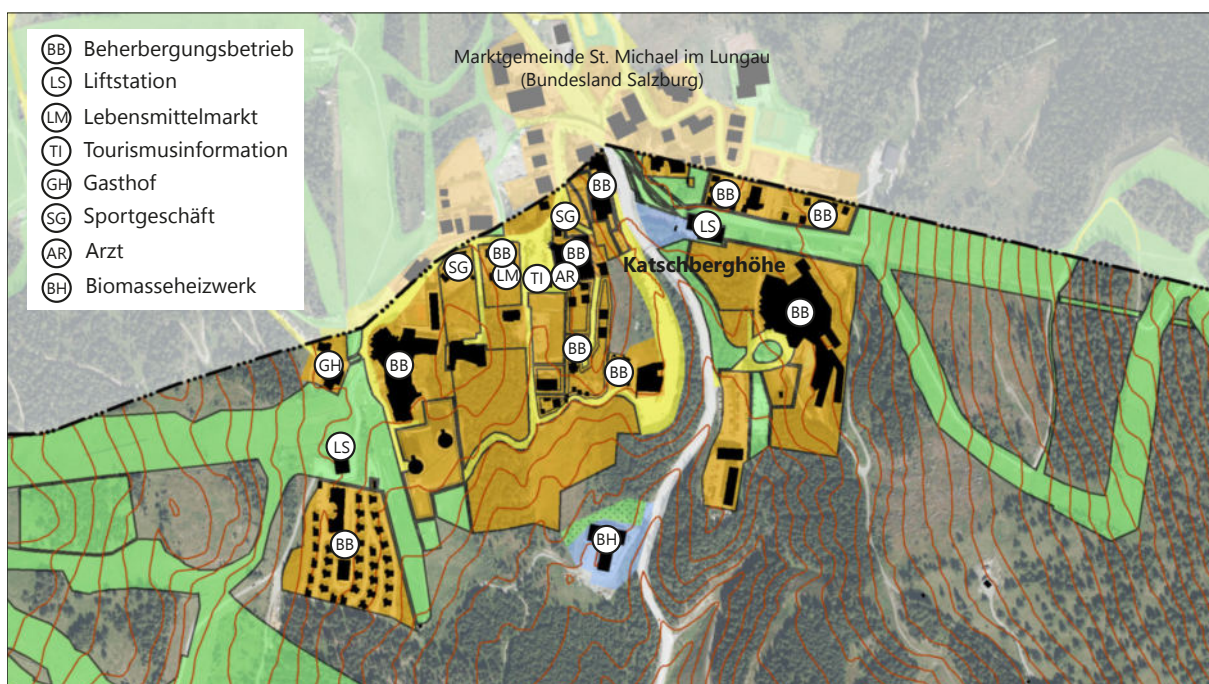 BB Beherbergungsbetrieb
LS Liftstation
LM Lebensmittelmarkt
TI Tourismusinformation
GH Gasthof
SG Sportgeschäft
AR Arzt
BH Biomasseheizwerk
Marktgemeinde St. Michael im Lungau
(Bundesland Salzburg)
BB
BB
SG
BB
LS
BB
BB
SG
LM
TI
AR
Katschberghöhe
BB
BB
GH
BB
BB
LS
BB
BH